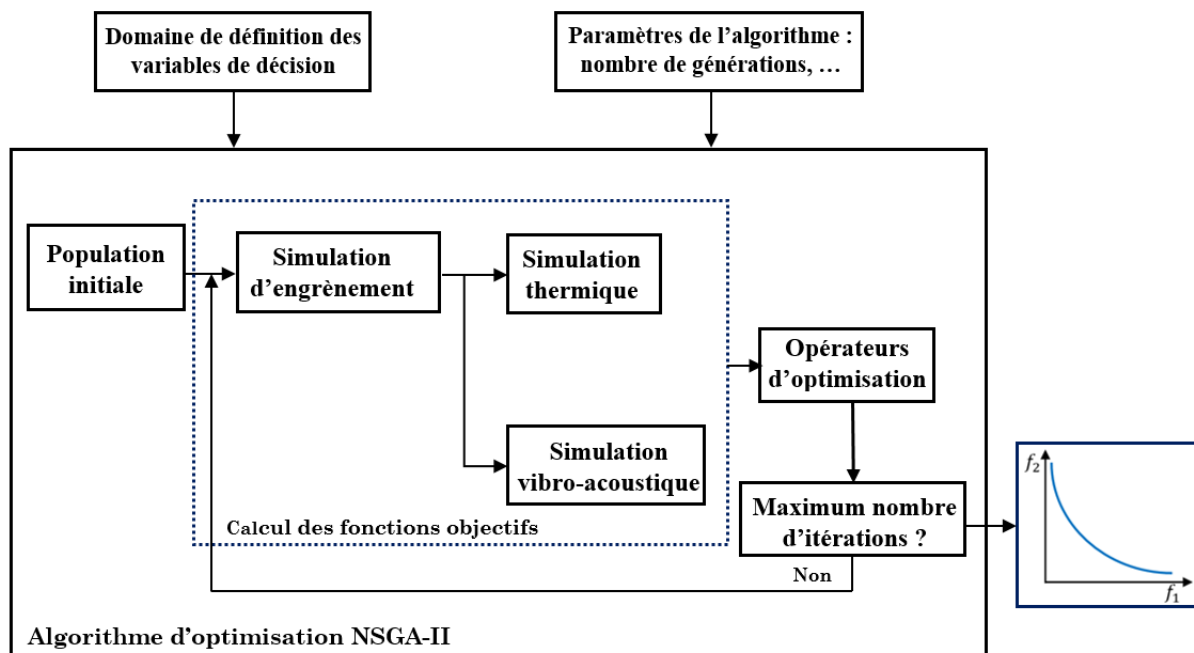 Domaine de définition des
variables de décision
Paramètres de l'algorithme :
nombre de générations, …
Population
initiale
Simulation
d'engrènement
Simulation
thermique
Simulation
vibro-acoustique
Calcul des fonctions objectifs
Opérateurs
d'optimisation
Maximum nombre
d'itérations ?
Non
f₂
f₁
Algorithme d'optimisation NSGA-II